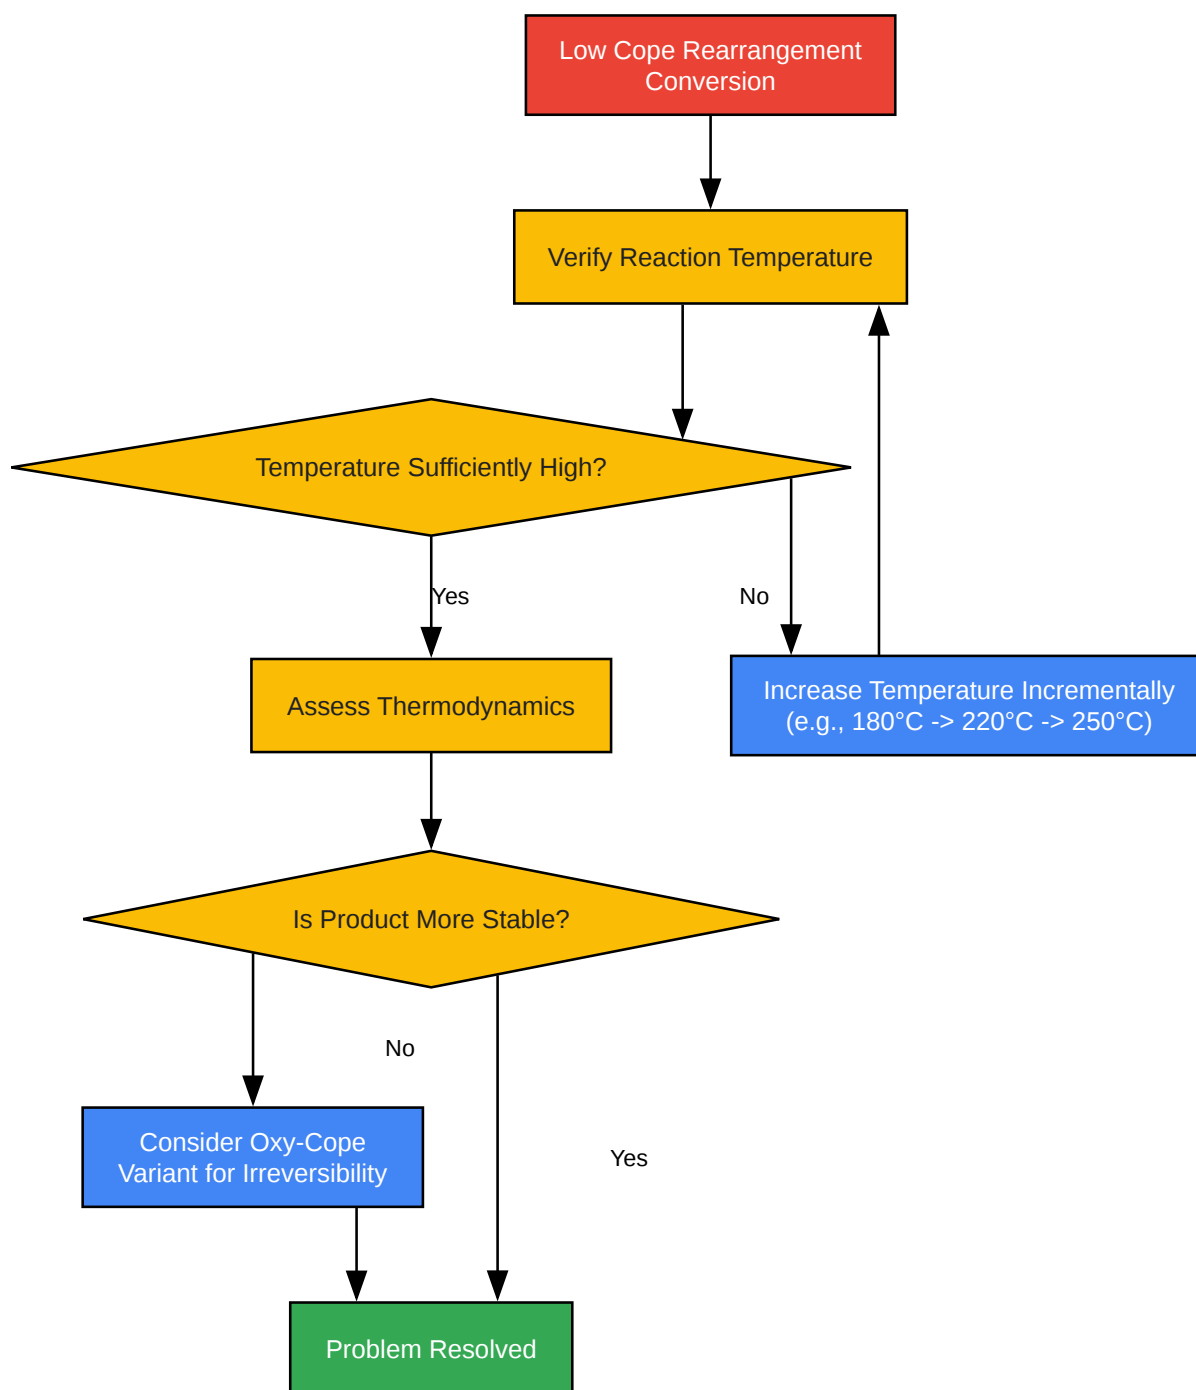 Low Cope Rearrangement
Conversion
Verify Reaction Temperature
Temperature Sufficiently High?
Yes
No
Assess Thermodynamics
Increase Temperature Incrementally
(e.g., 180°C -> 220°C -> 250°C)
Is Product More Stable?
No
Consider Oxy-Cope
Variant for Irreversibility
Yes
Problem Resolved